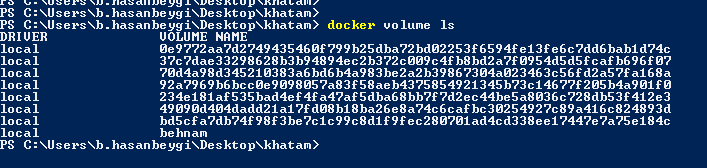 PS C:\Users\b.hasanbeygi\Desktop\khatam>
PS C:\Users\b.hasanbeygi\Desktop\khatam> docker volume ls
DRIVER VOLUME NAME
local 0e9772aa7d2749435460f799b25dba72bd02253f6594fe13fe6c7dd6bab1d74c
local 37c7dae33298628b3b94894ec2b372c009c4fb8bd2a7f0954d5d5fcafb696f07
local 70d4a98d345210383a6bd6b4a983be2a2b39867304a023463c56fd2a57fa168a
local 92a7969b6bcc0e9098057a83f58aeb4375854921345b73c14677f205b4a901f0
local 234e181af535bad4ef4fa47af5dba68bb7f7d2ec44be5a8036c728db53f412e3
local 49090d404dadd21a17fd08b18ba26e8a74c6cafbc30254927c89a416c824893d
local bd5cfa7db74f98f3be7c1c99c8d1f9fec280701ad4cd338ee17447e7a75e184c
local behnam
PS C:\Users\b.hasanbeygi\Desktop\khatam>